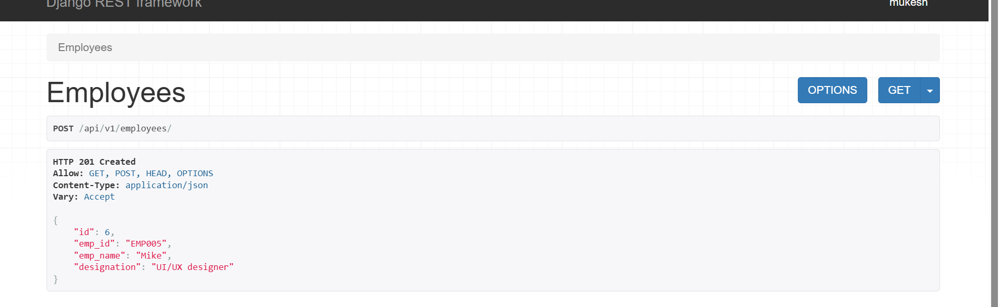 Django REST framework
mukesh
Employees
Employees
OPTIONS
GET
POST /api/v1/employees/
HTTP 201 Created
Allow: GET, POST, HEAD, OPTIONS
Content-Type: application/json
Vary: Accept
{
    "id": 6,
    "emp_id": "EMP005",
    "emp_name": "Mike",
    "designation": "UI/UX designer"
}